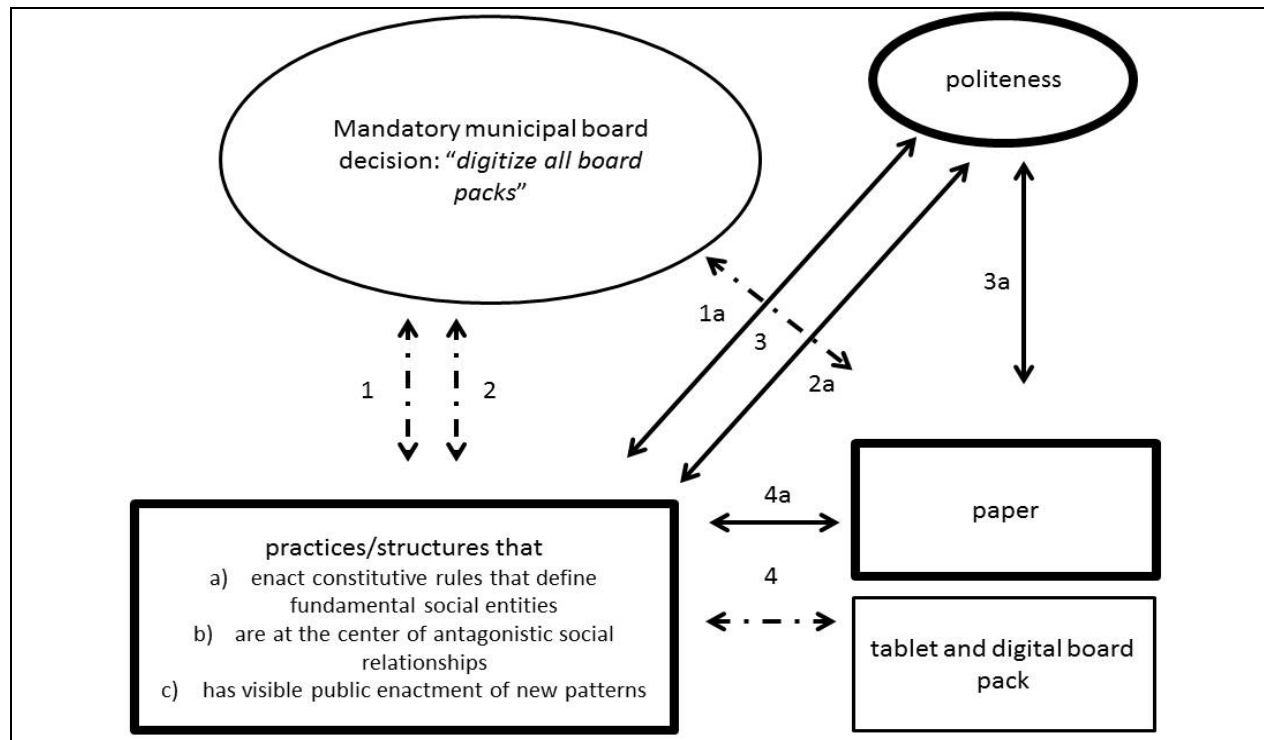 politeness
Mandatory municipal board
decision: “digitize all board
packs”
1a
3
3a
2a
1
2
practices/structures that
a) enact constitutive rules that define
fundamental social entities
b) are at the center of antagonistic social
relationships
c) has visible public enactment of new patterns
4a
4
paper
tablet and digital board
pack